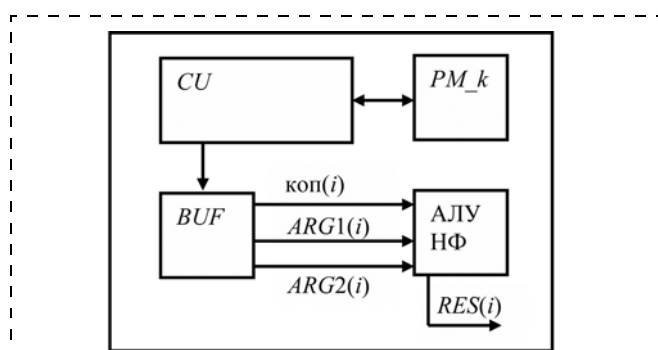 CU
PM_k
BUF
коп(i)
ARG1(i)
ARG2(i)
АЛУ
НФ
RES(i)